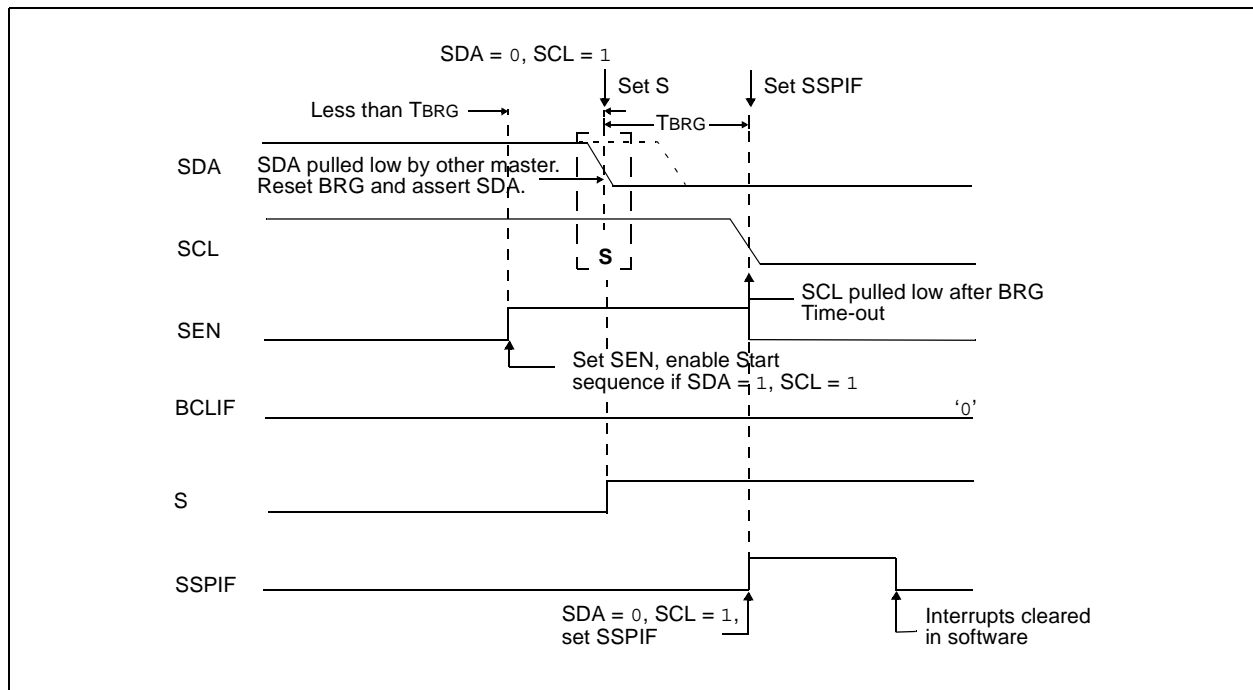 SDA = 0, SCL = 1
Set S
Set SSPIF
Less than TBRG
TBRG
SDA
SDA pulled low by other master.
Reset BRG and assert SDA.
SCL
S
SCL pulled low after BRG
Time-out
SEN
Set SEN, enable Start
sequence if SDA = 1, SCL = 1
BCLIF
‘0’
S
SSPIF
SDA = 0, SCL = 1,
set SSPIF
Interrupts cleared
in software